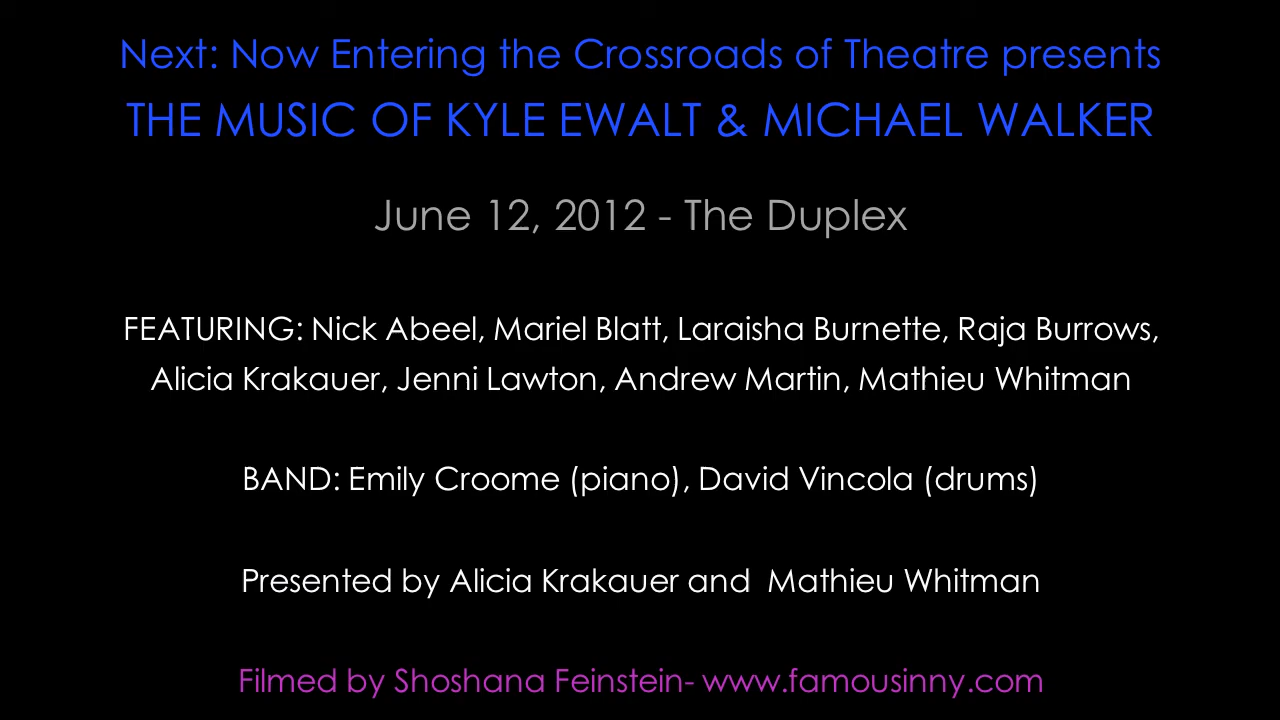 Next: Now Entering the Crossroads of Theatre presents
THE MUSIC OF KYLE EWALT & MICHAEL WALKER
June 12, 2012 - The Duplex
FEATURING: Nick Abeel, Mariel Blatt, Laraisha Burnette, Raja Burrows,
Alicia Krakauer, Jenni Lawton, Andrew Martin, Mathieu Whitman
BAND: Emily Croome (piano), David Vincola (drums)
Presented by Alicia Krakauer and  Mathieu Whitman
Filmed by Shoshana Feinstein- www.famousinny.com